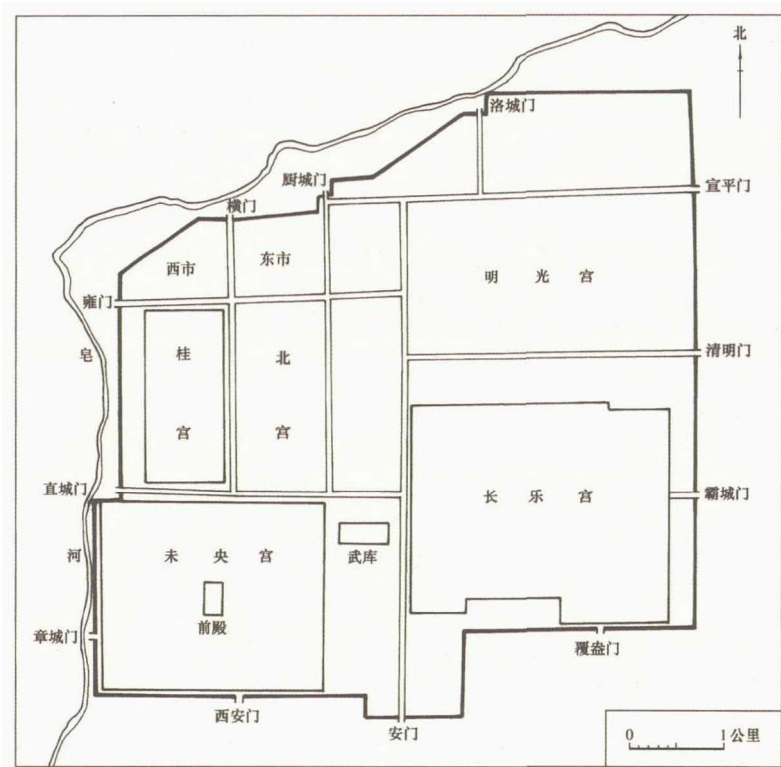 北
洛城门
厨城门
宣平门
横门
西市
东市
明光宫
雍门
桂宫
北宫
清明门
皂河
直城门
长乐宫
霸城门
未央宫
武库
前殿
章城门
覆盎门
西安门
安门
0 1公里